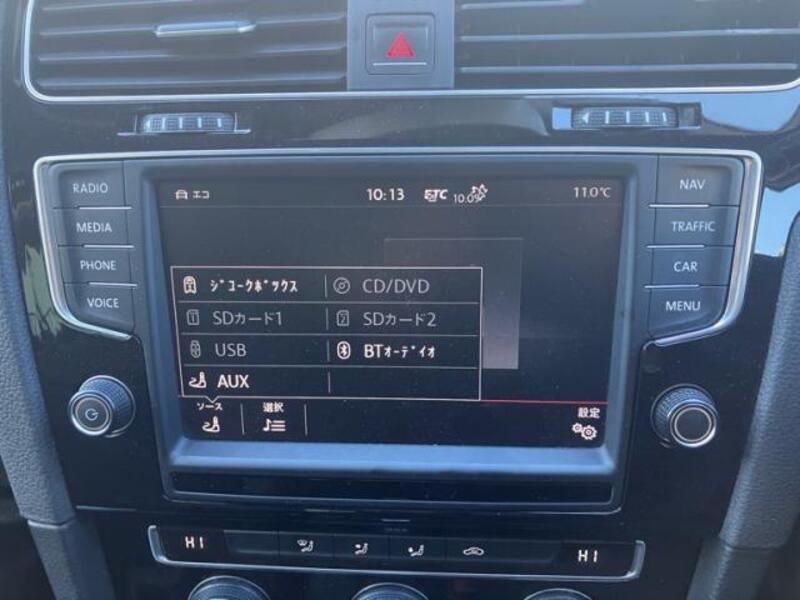 RADIO
MEDIA
PHONE
VOICE
NAV
TRAFFIC
CAR
MENU
エコ 10:13 ETC 10:09 11.0℃
ｼﾞｭｰｸﾎﾞｯｸｽ CD/DVD
SDカード1 SDカード2
USB BTｵｰﾃﾞｨｵ
AUX
ソース 選択 設定
HI HI